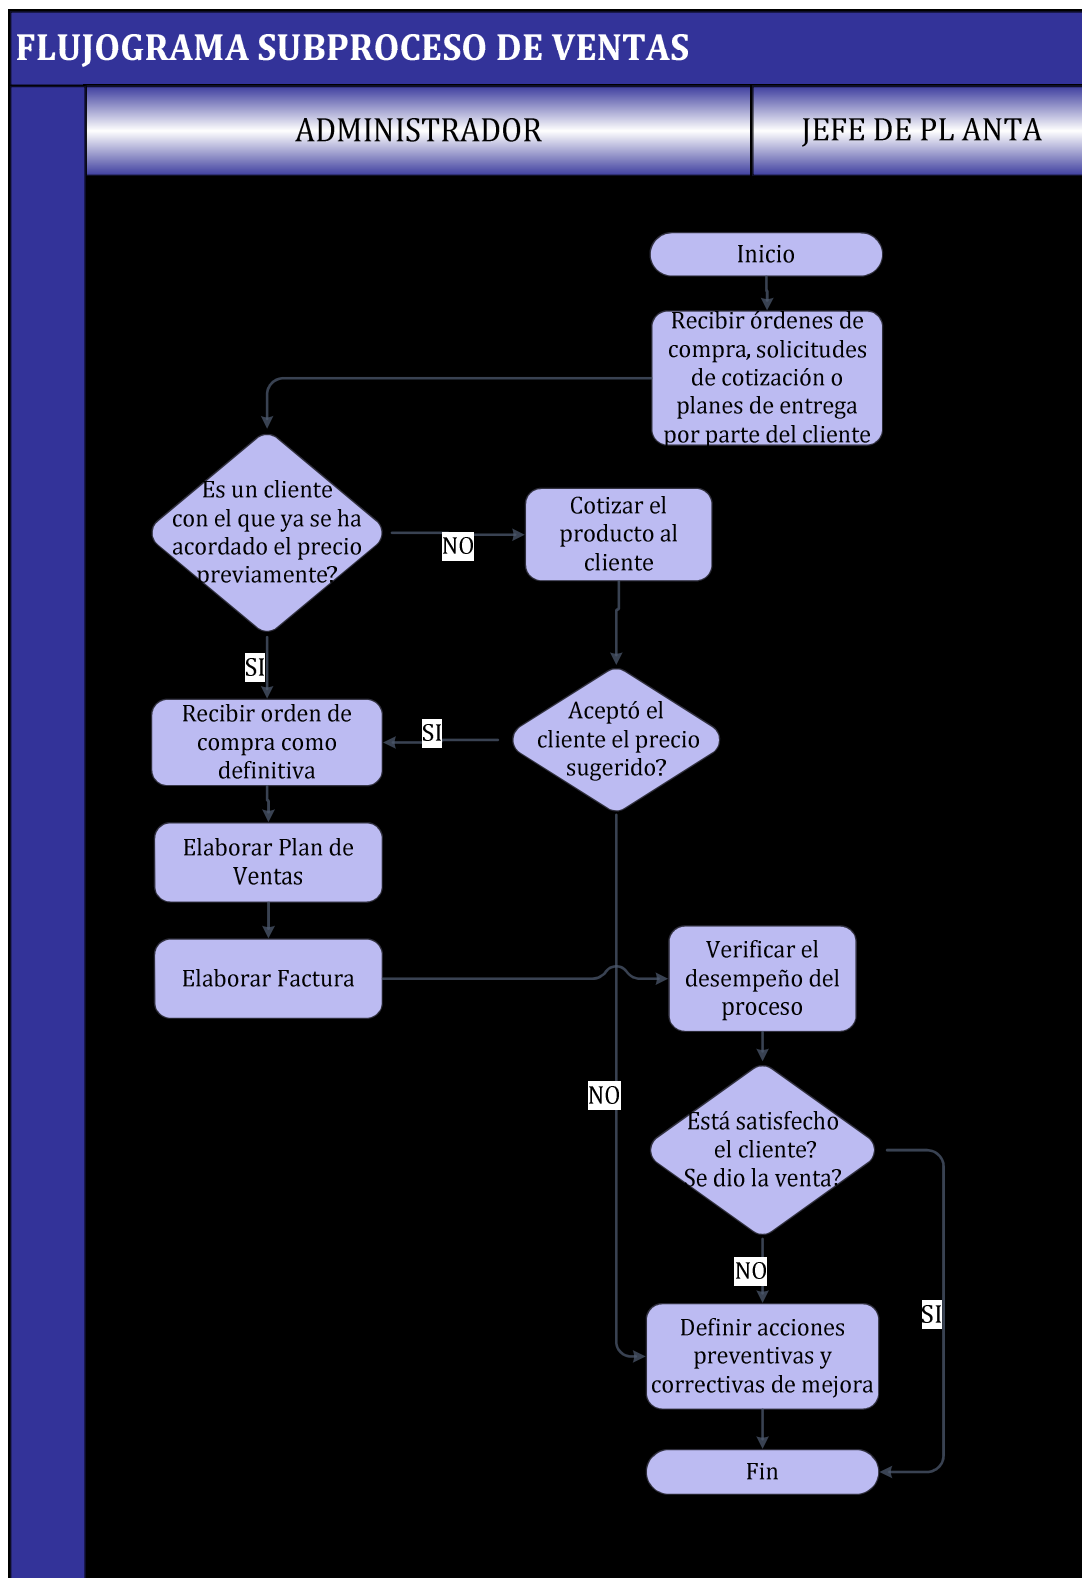 FLUJOGRAMA SUBPROCESO DE VENTAS
ADMINISTRADOR
JEFE DE PL ANTA
Inicio
Recibir órdenes de
compra, solicitudes
de cotización o
planes de entrega
por parte del cliente
Es un cliente
con el que ya se ha
acordado el precio
previamente?
NO
Cotizar el
producto al
cliente
SI
Recibir orden de
compra como
definitiva
SI
Aceptó el
cliente el precio
sugerido?
Elaborar Plan de
Ventas
Elaborar Factura
Verificar el
desempeño del
proceso
NO
Está satisfecho
el cliente?
Se dio la venta?
NO
SI
Definir acciones
preventivas y
correctivas de mejora
Fin